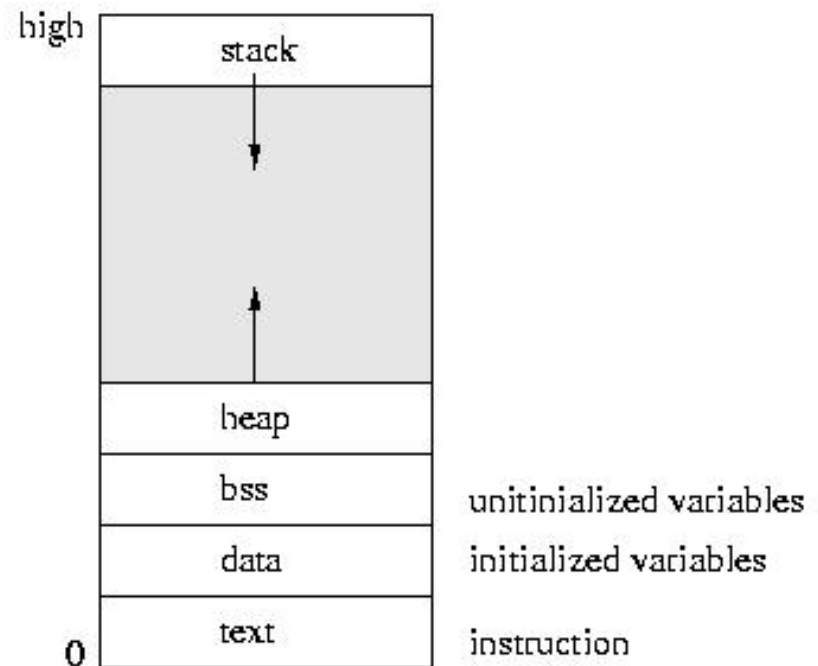 high
stack
heap
bss
unitinialized variables
data
initialized variables
text
instruction
0